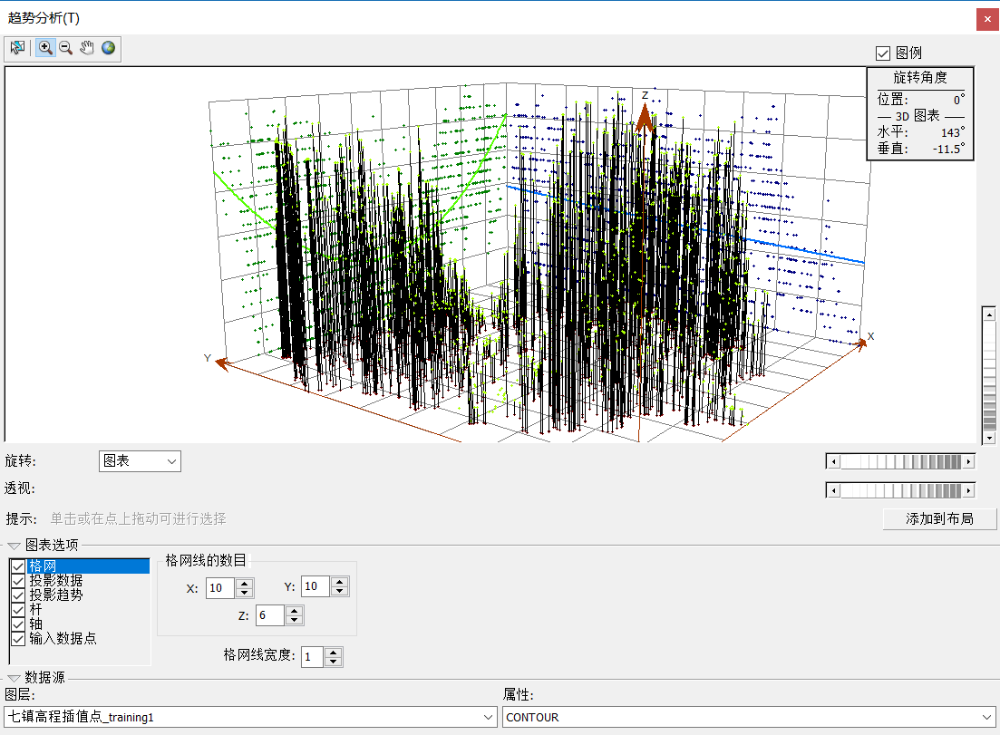 趋势分析(T)
图例
旋转角度
位置: 0°
3D 图表
水平: 143°
垂直: -11.5°
Z
Y
X
旋转: 图表
透视:
提示: 单击或在点上拖动可进行选择
添加到布局
图表选项
格网
投影数据
投影趋势
杆
轴
输入数据点
格网线的数目
X: 10 Y: 10
Z: 6
格网线宽度: 1
数据源
图层: 属性:
七镇高程插值点_training1 CONTOUR